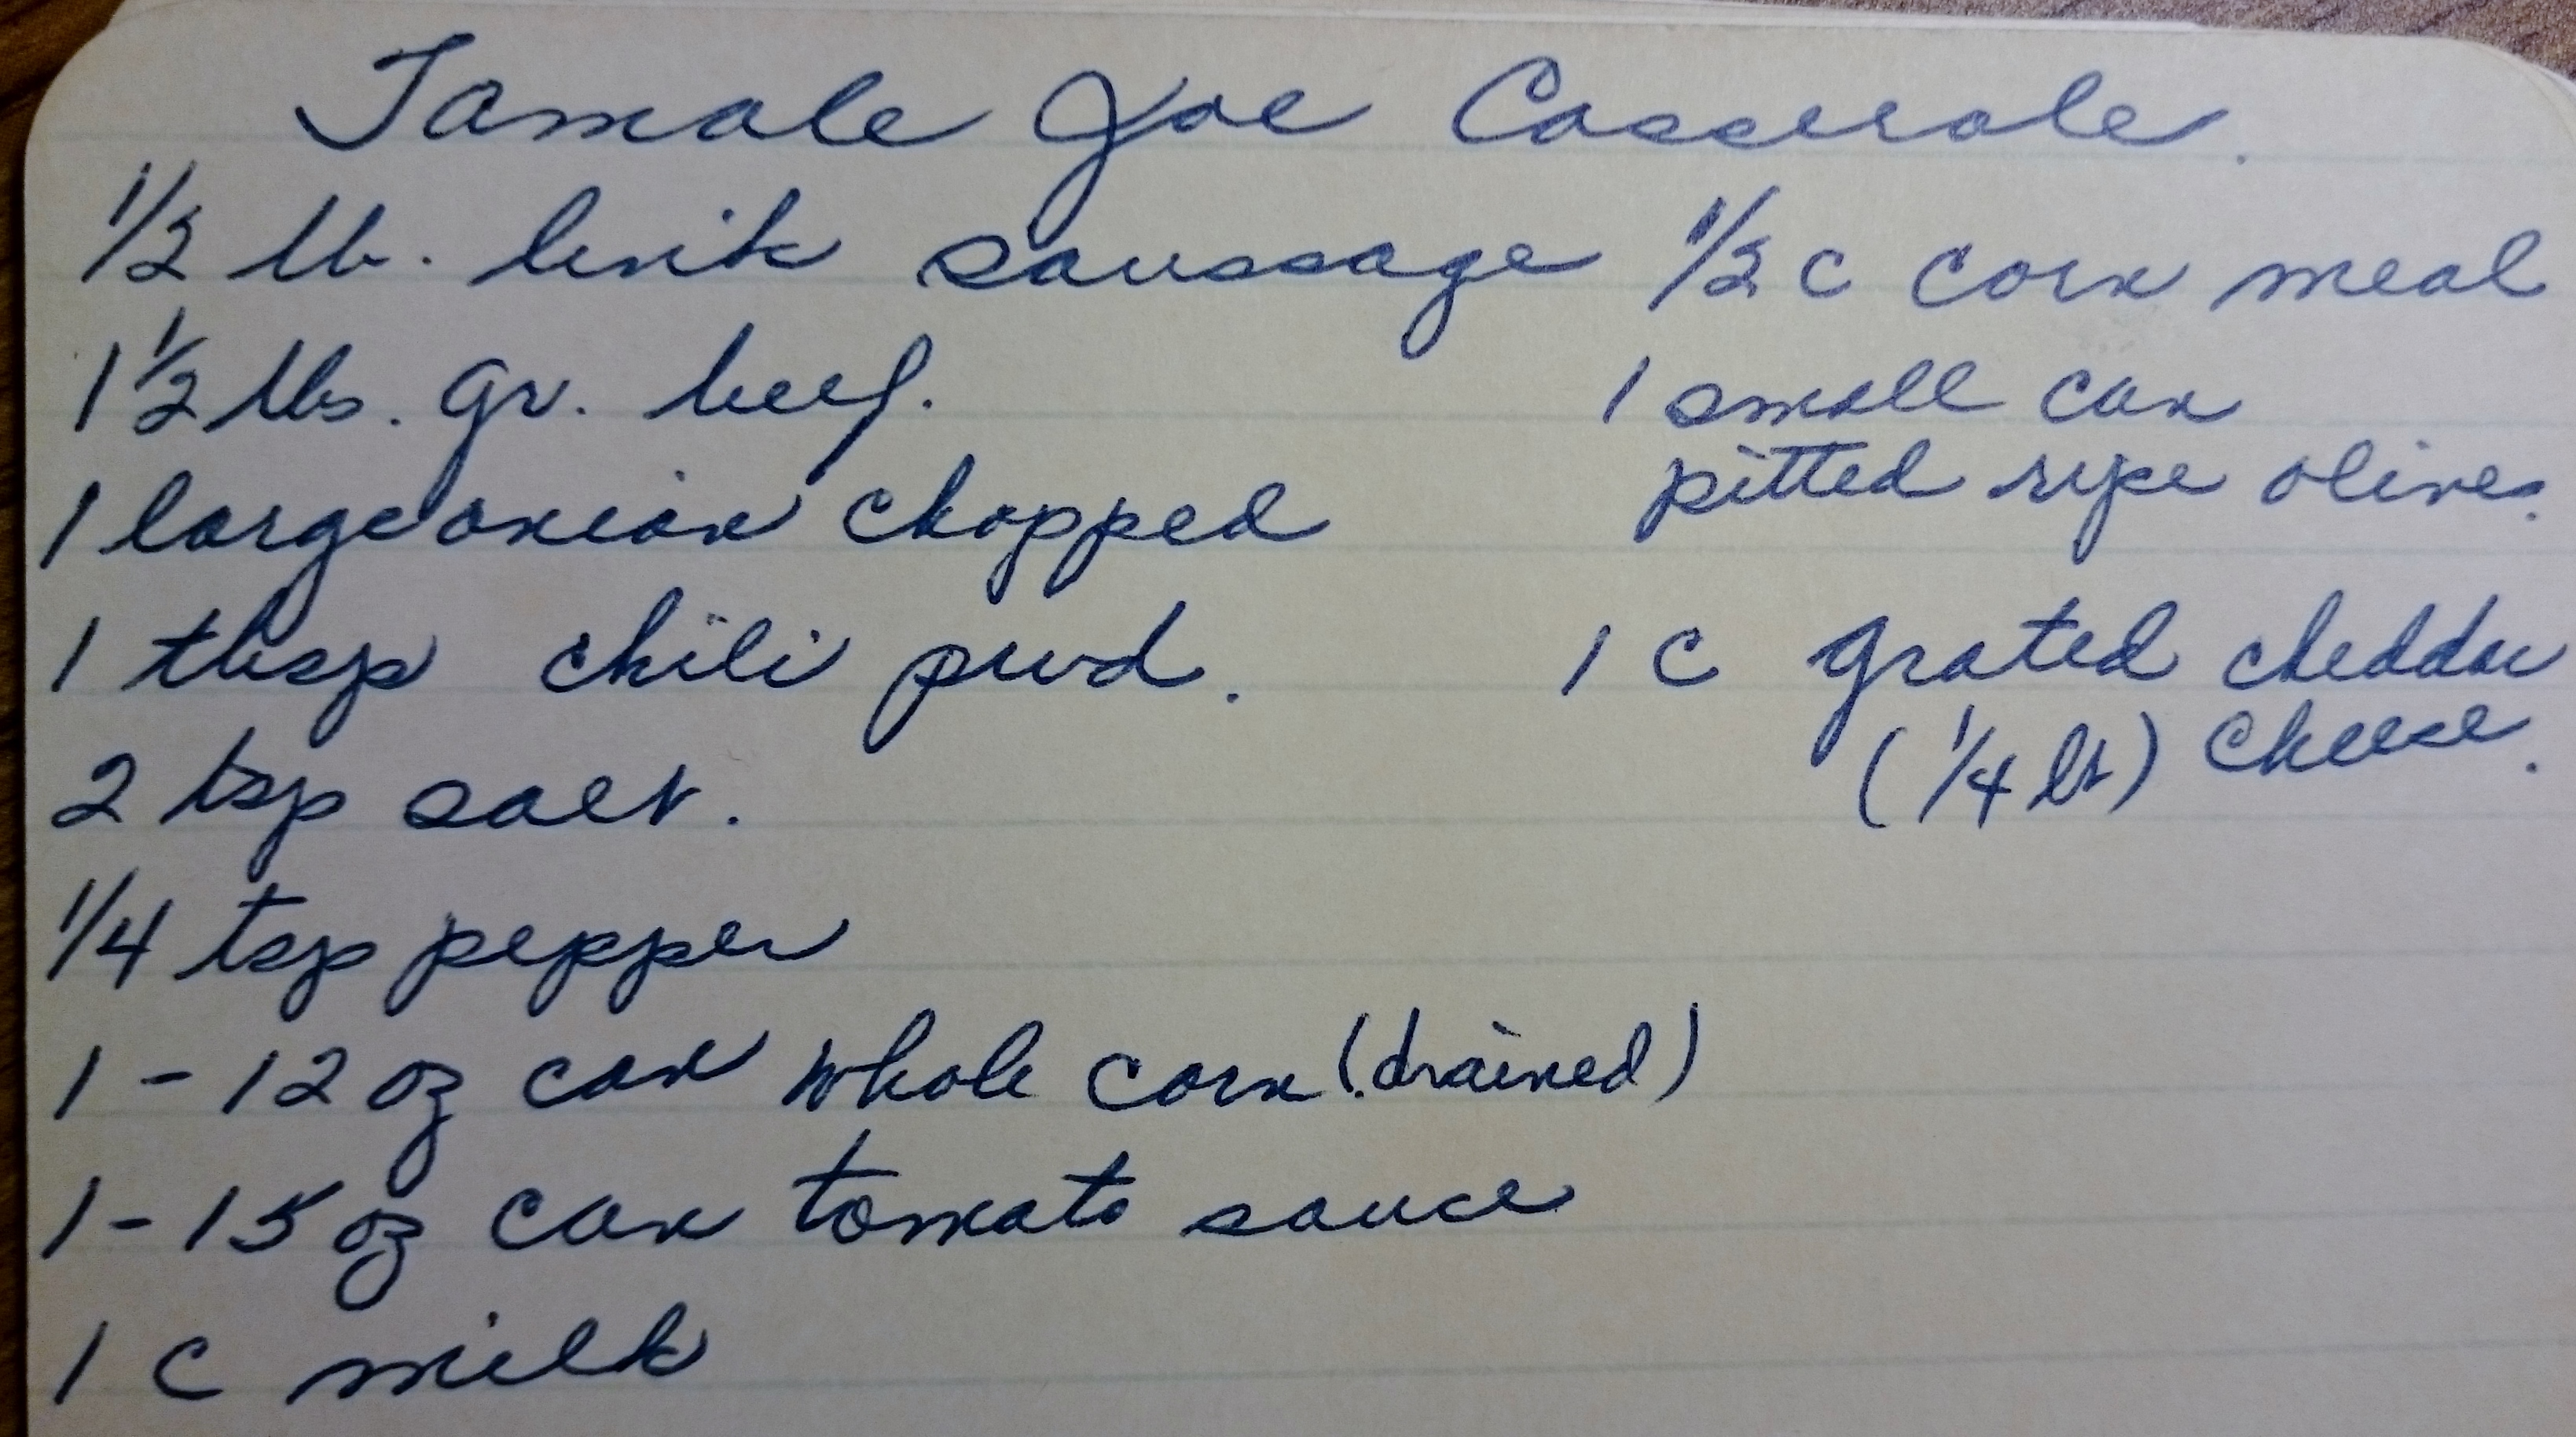 Tamale Joe Casserole.
1/2 lb. link saussage
1 1/2 lbs. gr. beef.
1 large onion chopped
1 tbsp chili pwd.
2 tsp salt.
1/4 tsp pepper
1 - 12 oz can whole corn (drained)
1 - 15 oz can tomato sauce
1 c milk
1/2 c corn meal
1 small can
pitted ripe olives.
1 c grated cheddar
(1/4 lb) cheese.